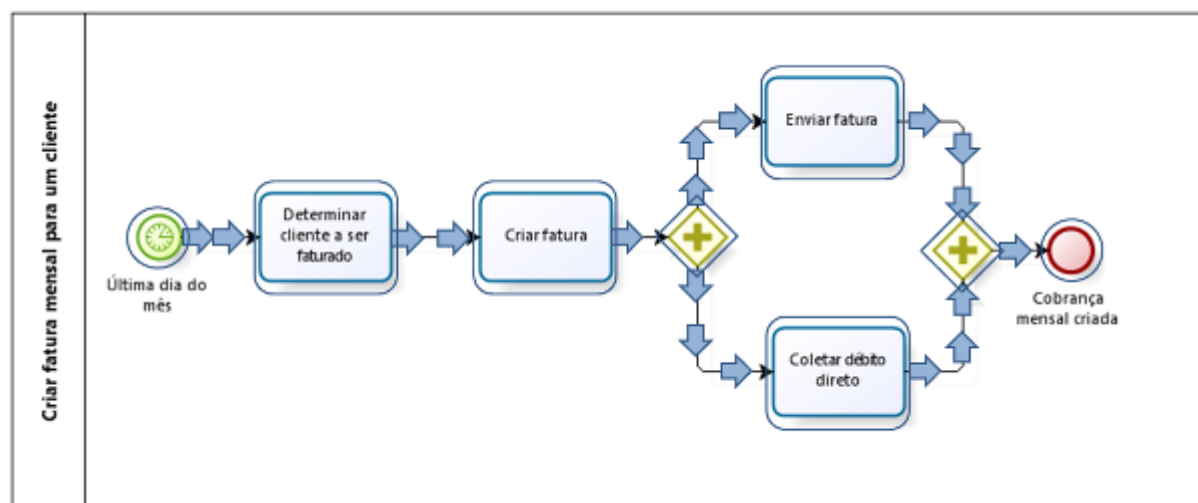 Criar fatura mensal para um cliente
Última dia do
mês
Determinar
cliente a ser
faturado
Criar fatura
Enviar fatura
Coletar débito
direto
Cobrança
mensal criada